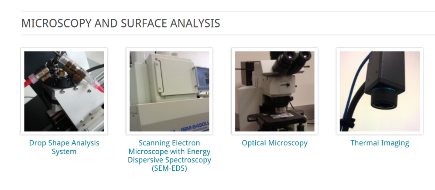 MICROSCOPY AND SURFACE ANALYSIS
Drop Shape Analysis
System
Scanning Electron
Microscope with Energy
Dispersive Spectroscopy
(SEM-EDS)
Optical Microscopy
Thermal Imaging